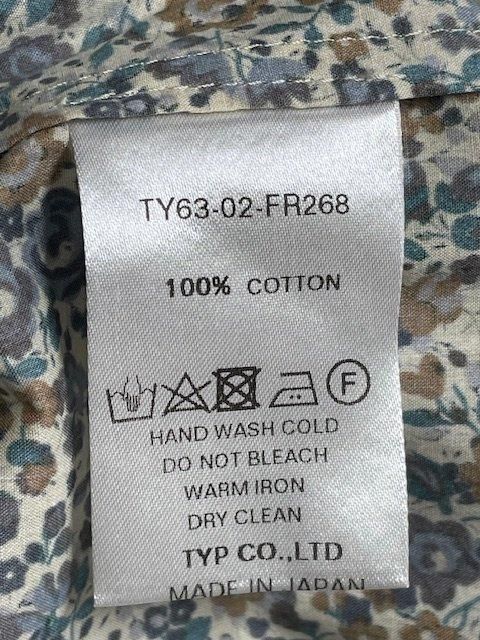 TY63-02-FR268
100% COTTON
F
HAND WASH COLD
DO NOT BLEACH
WARM IRON
DRY CLEAN
TYP CO.,LTD
MADE IN JAPAN